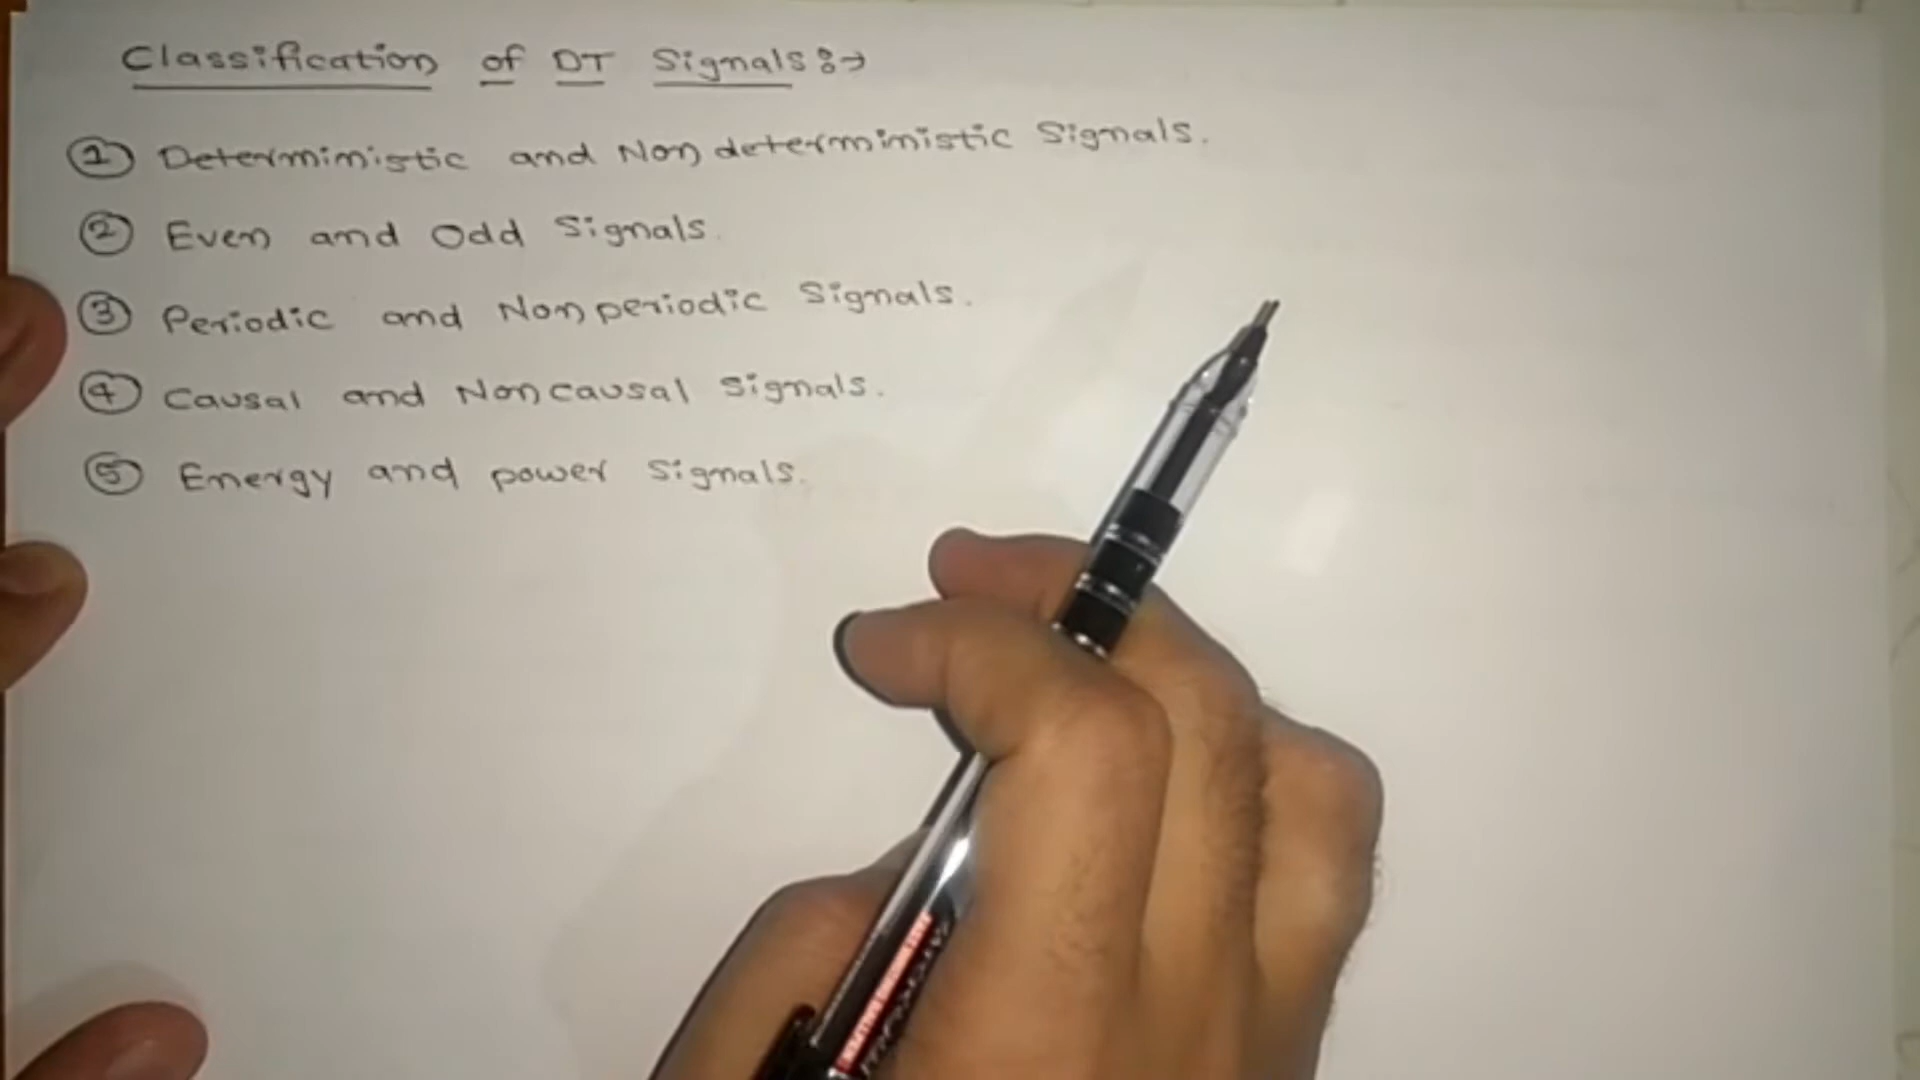 Classification of DT Signals :→
① Deterministic and Non deterministic Signals.
② Even and Odd Signals.
③ Periodic and Non periodic Signals.
④ Causal and Non causal Signals.
⑤ Energy and power Signals.